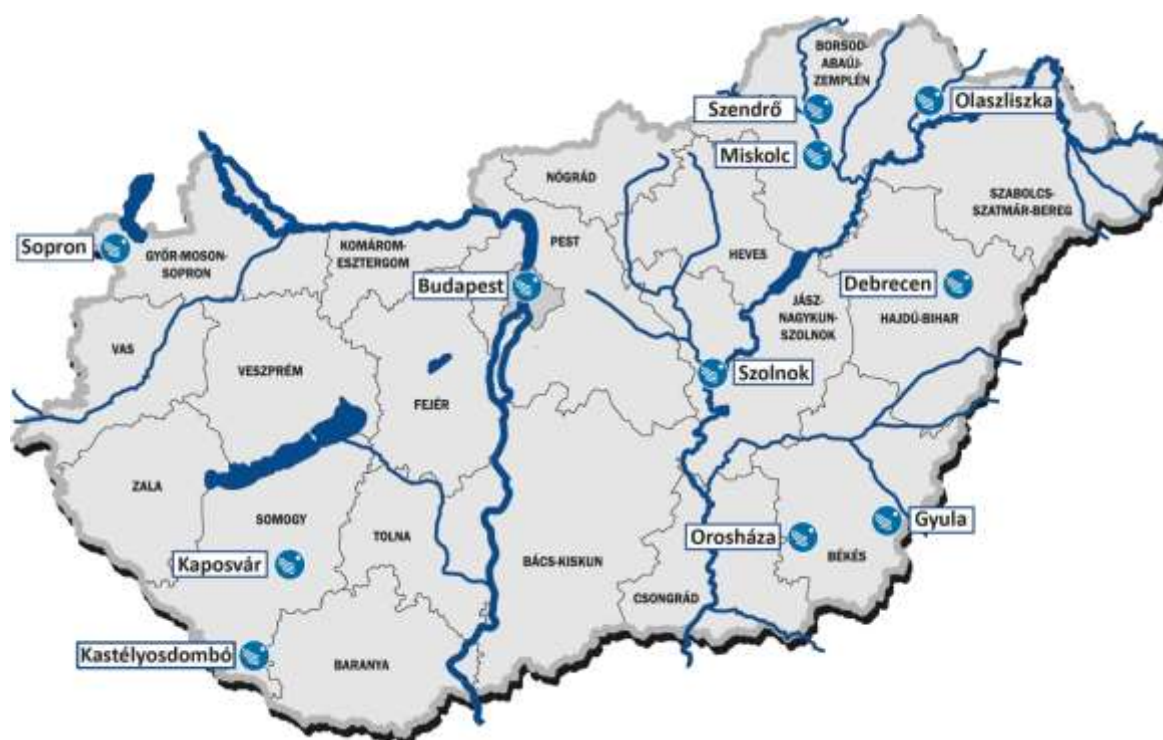 BORSOD-
ABAÚJ-
ZEMPLÉN
Szendrő
Olaszliszka
Miskolc
NÓGRÁD
SZABOLCS-
SZATMÁR-BEREG
Sopron
GYŐR-MOSON-
SOPRON
KOMÁROM-
ESZTERGOM
PEST
HEVES
Budapest
Debrecen
JÁSZ-
NAGYKUN-
SZOLNOK
HAJDÚ-BIHAR
VAS
VESZPRÉM
FEJÉR
Szolnok
ZALA
SOMOGY
TOLNA
Kaposvár
BÁCS-KISKUN
Orosháza
Gyula
BÉKÉS
CSONGRÁD
Kastélyosdombó
BARANYA